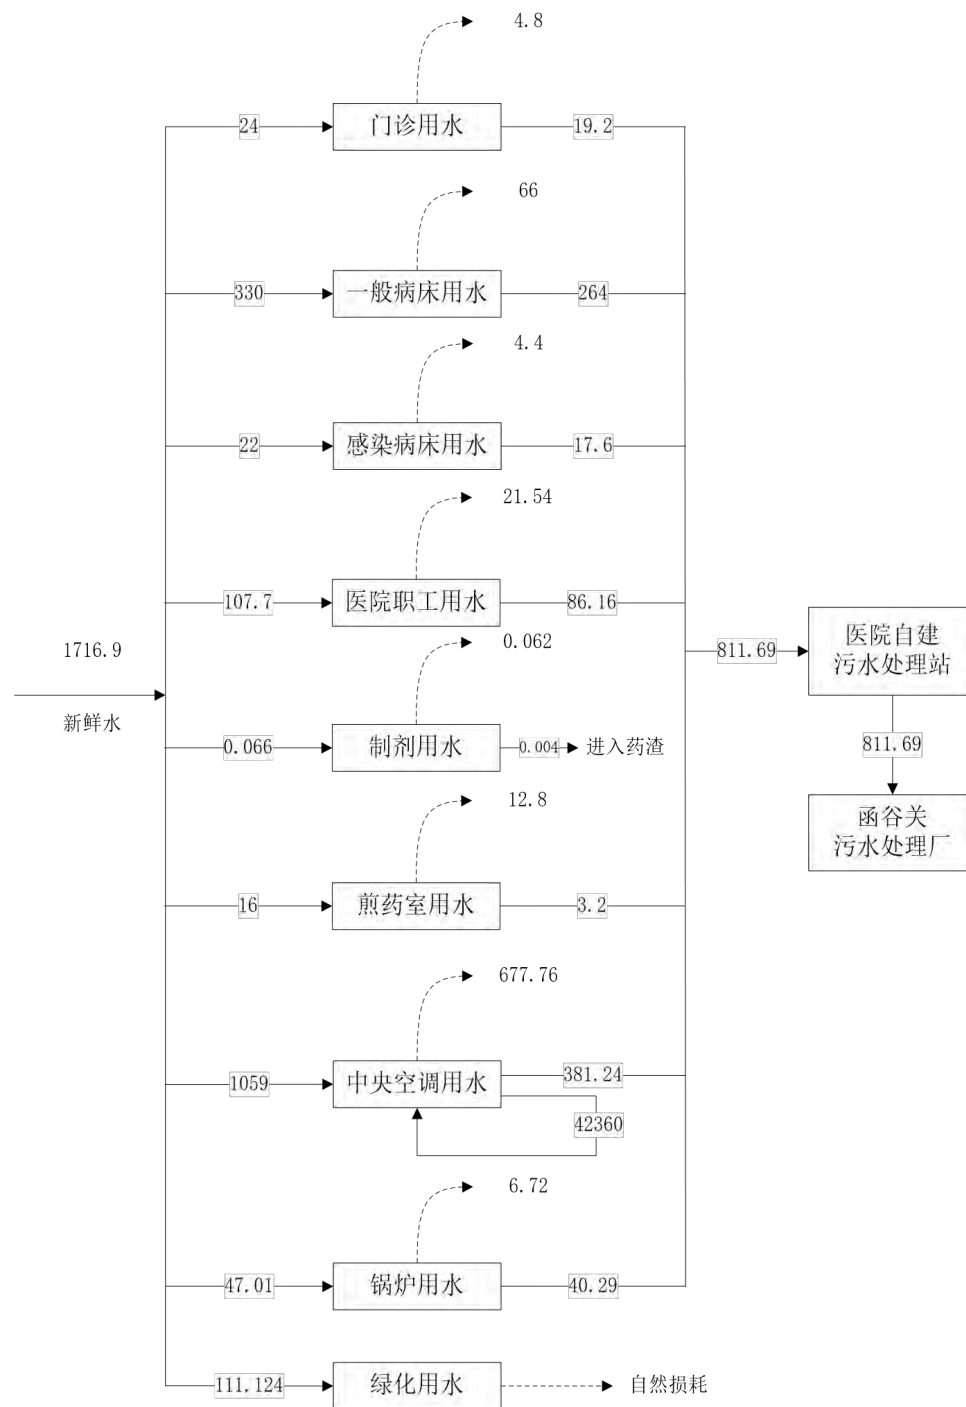 4.8
24
门诊用水
19.2
66
330
一般病床用水
264
4.4
22
感染病床用水
17.6
21.54
107.7
医院职工用水
86.16
1716.9
新鲜水
0.062
0.066
制剂用水
0.004
进入药渣
811.69
医院自建
污水处理站
811.69
函谷关
污水处理厂
12.8
16
煎药室用水
3.2
677.76
1059
中央空调用水
381.24
42360
6.72
47.01
锅炉用水
40.29
111.124
绿化用水
自然损耗